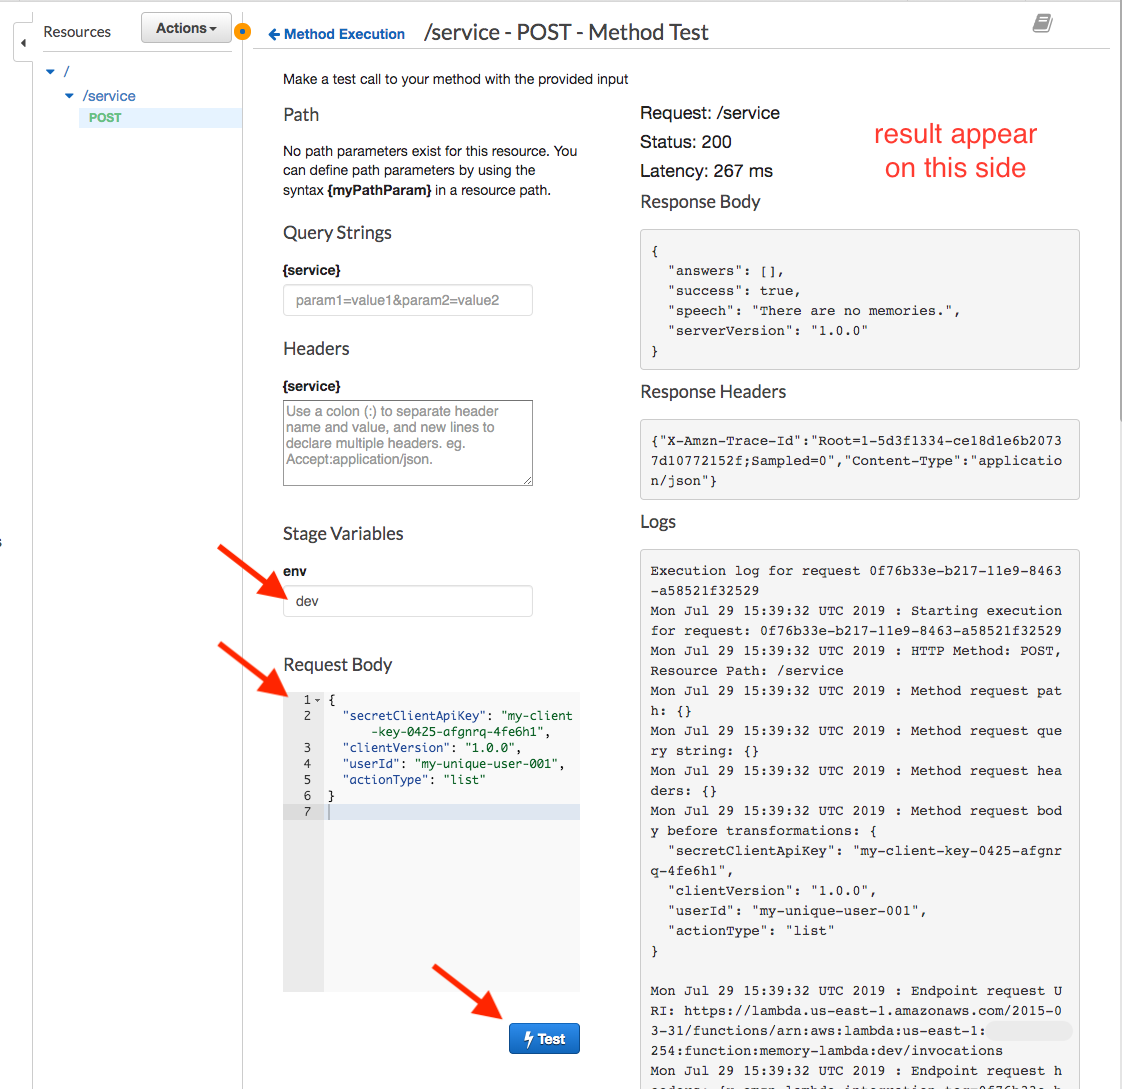 Resources
Actions
Method Execution
/service - POST - Method Test
/
/service
POST
Make a test call to your method with the provided input
Path
No path parameters exist for this resource. You
can define path parameters by using the
syntax {myPathParam} in a resource path.
Query Strings
{service}
param1=value1&param2=value2
Headers
{service}
Use a colon (:) to separate header
name and value, and new lines to
declare multiple headers. eg.
Accept:application/json.
Stage Variables
env
dev
Request Body
1 {
2 "secretClientApiKey": "my-client
-key-0425-afgnrq-4fe6h1",
3 "clientVersion": "1.0.0",
4 "userId": "my-unique-user-001",
5 "actionType": "list"
6 }
7
Test
Request: /service
Status: 200
Latency: 267 ms
result appear
on this side
Response Body
{
"answers": [],
"success": true,
"speech": "There are no memories.",
"serverVersion": "1.0.0"
}
Response Headers
{"X-Amzn-Trace-Id":"Root=1-5d3f1334-ce18d1e6b2073
7d10772152f;Sampled=0","Content-Type":"applicatio
n/json"}
Logs
Execution log for request 0f76b33e-b217-11e9-8463
-a58521f32529
Mon Jul 29 15:39:32 UTC 2019 : Starting execution
for request: 0f76b33e-b217-11e9-8463-a58521f32529
Mon Jul 29 15:39:32 UTC 2019 : HTTP Method: POST,
Resource Path: /service
Mon Jul 29 15:39:32 UTC 2019 : Method request pat
h: {}
Mon Jul 29 15:39:32 UTC 2019 : Method request que
ry string: {}
Mon Jul 29 15:39:32 UTC 2019 : Method request hea
ders: {}
Mon Jul 29 15:39:32 UTC 2019 : Method request bod
y before transformations: {
"secretClientApiKey": "my-client-key-0425-afgnr
q-4fe6h1",
"clientVersion": "1.0.0",
"userId": "my-unique-user-001",
"actionType": "list"
}
Mon Jul 29 15:39:32 UTC 2019 : Endpoint request U
RI: https://lambda.us-east-1.amazonaws.com/2015-0
3-31/functions/arn:aws:lambda:us-east-1:
254:function:memory-lambda:dev/invocations
Mon Jul 29 15:39:32 UTC 2019 : Endpoint request h